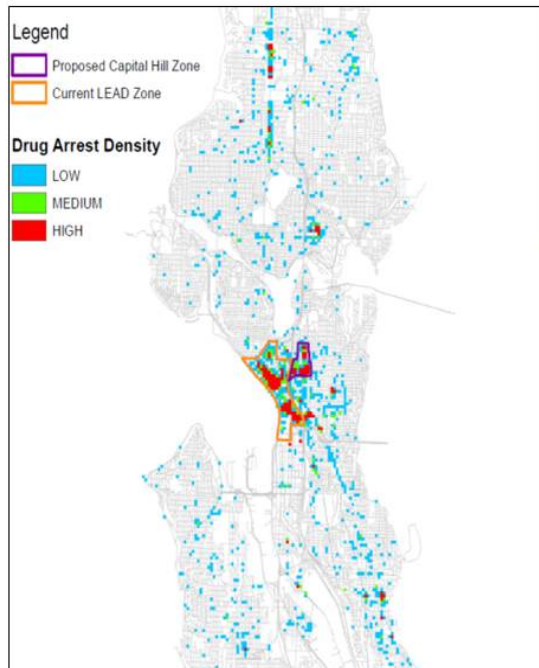 Legend
Proposed Capital Hill Zone
Current LEAD Zone
Drug Arrest Density
LOW
MEDIUM
HIGH